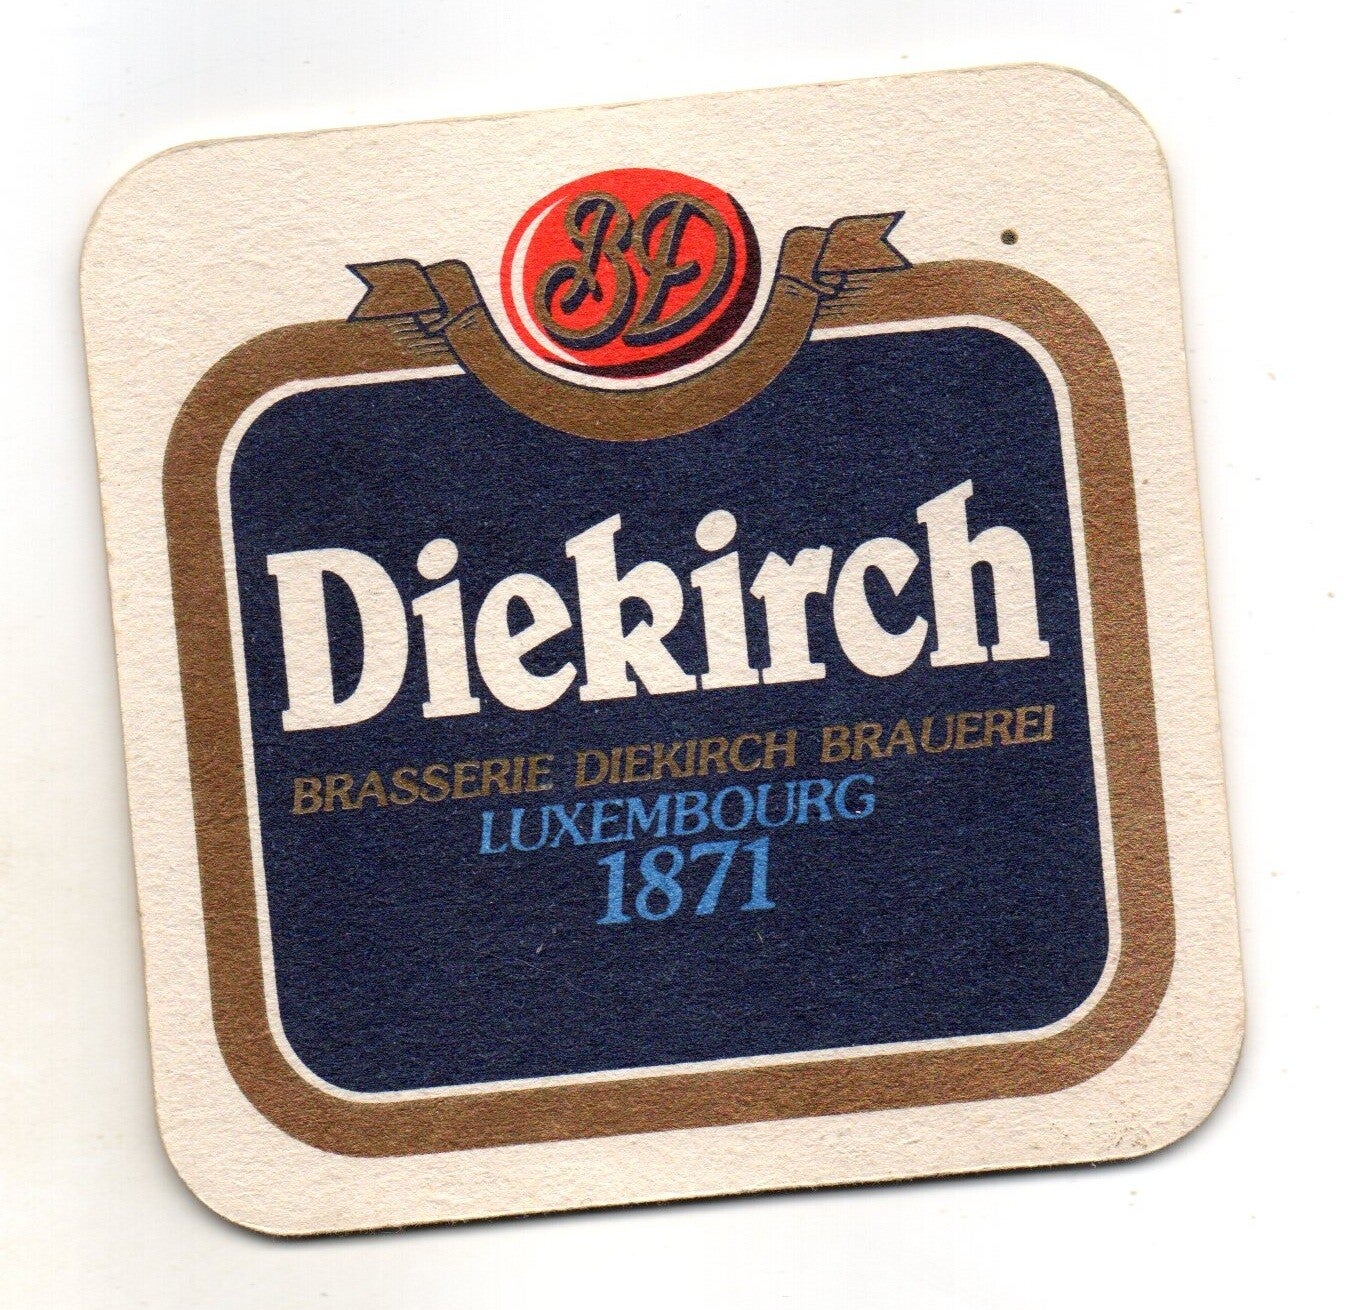 BD
Diekirch
BRASSERIE DIEKIRCH BRAUEREI
LUXEMBOURG
1871